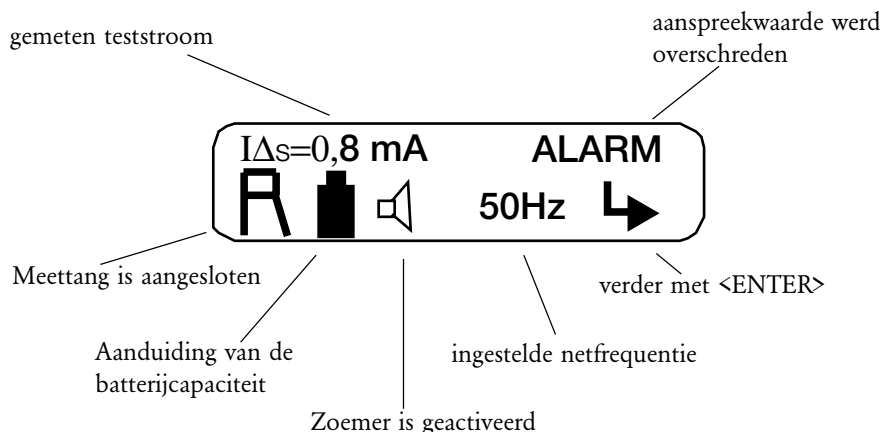 gemeten teststroom
aanspreekwaarde werd
overschreden
I∆s=0,8 mA
ALARM
50Hz
Meettang is aangesloten
verder met <ENTER>
Aanduiding van de
batterijcapaciteit
ingestelde netfrequentie
Zoemer is geactiveerd